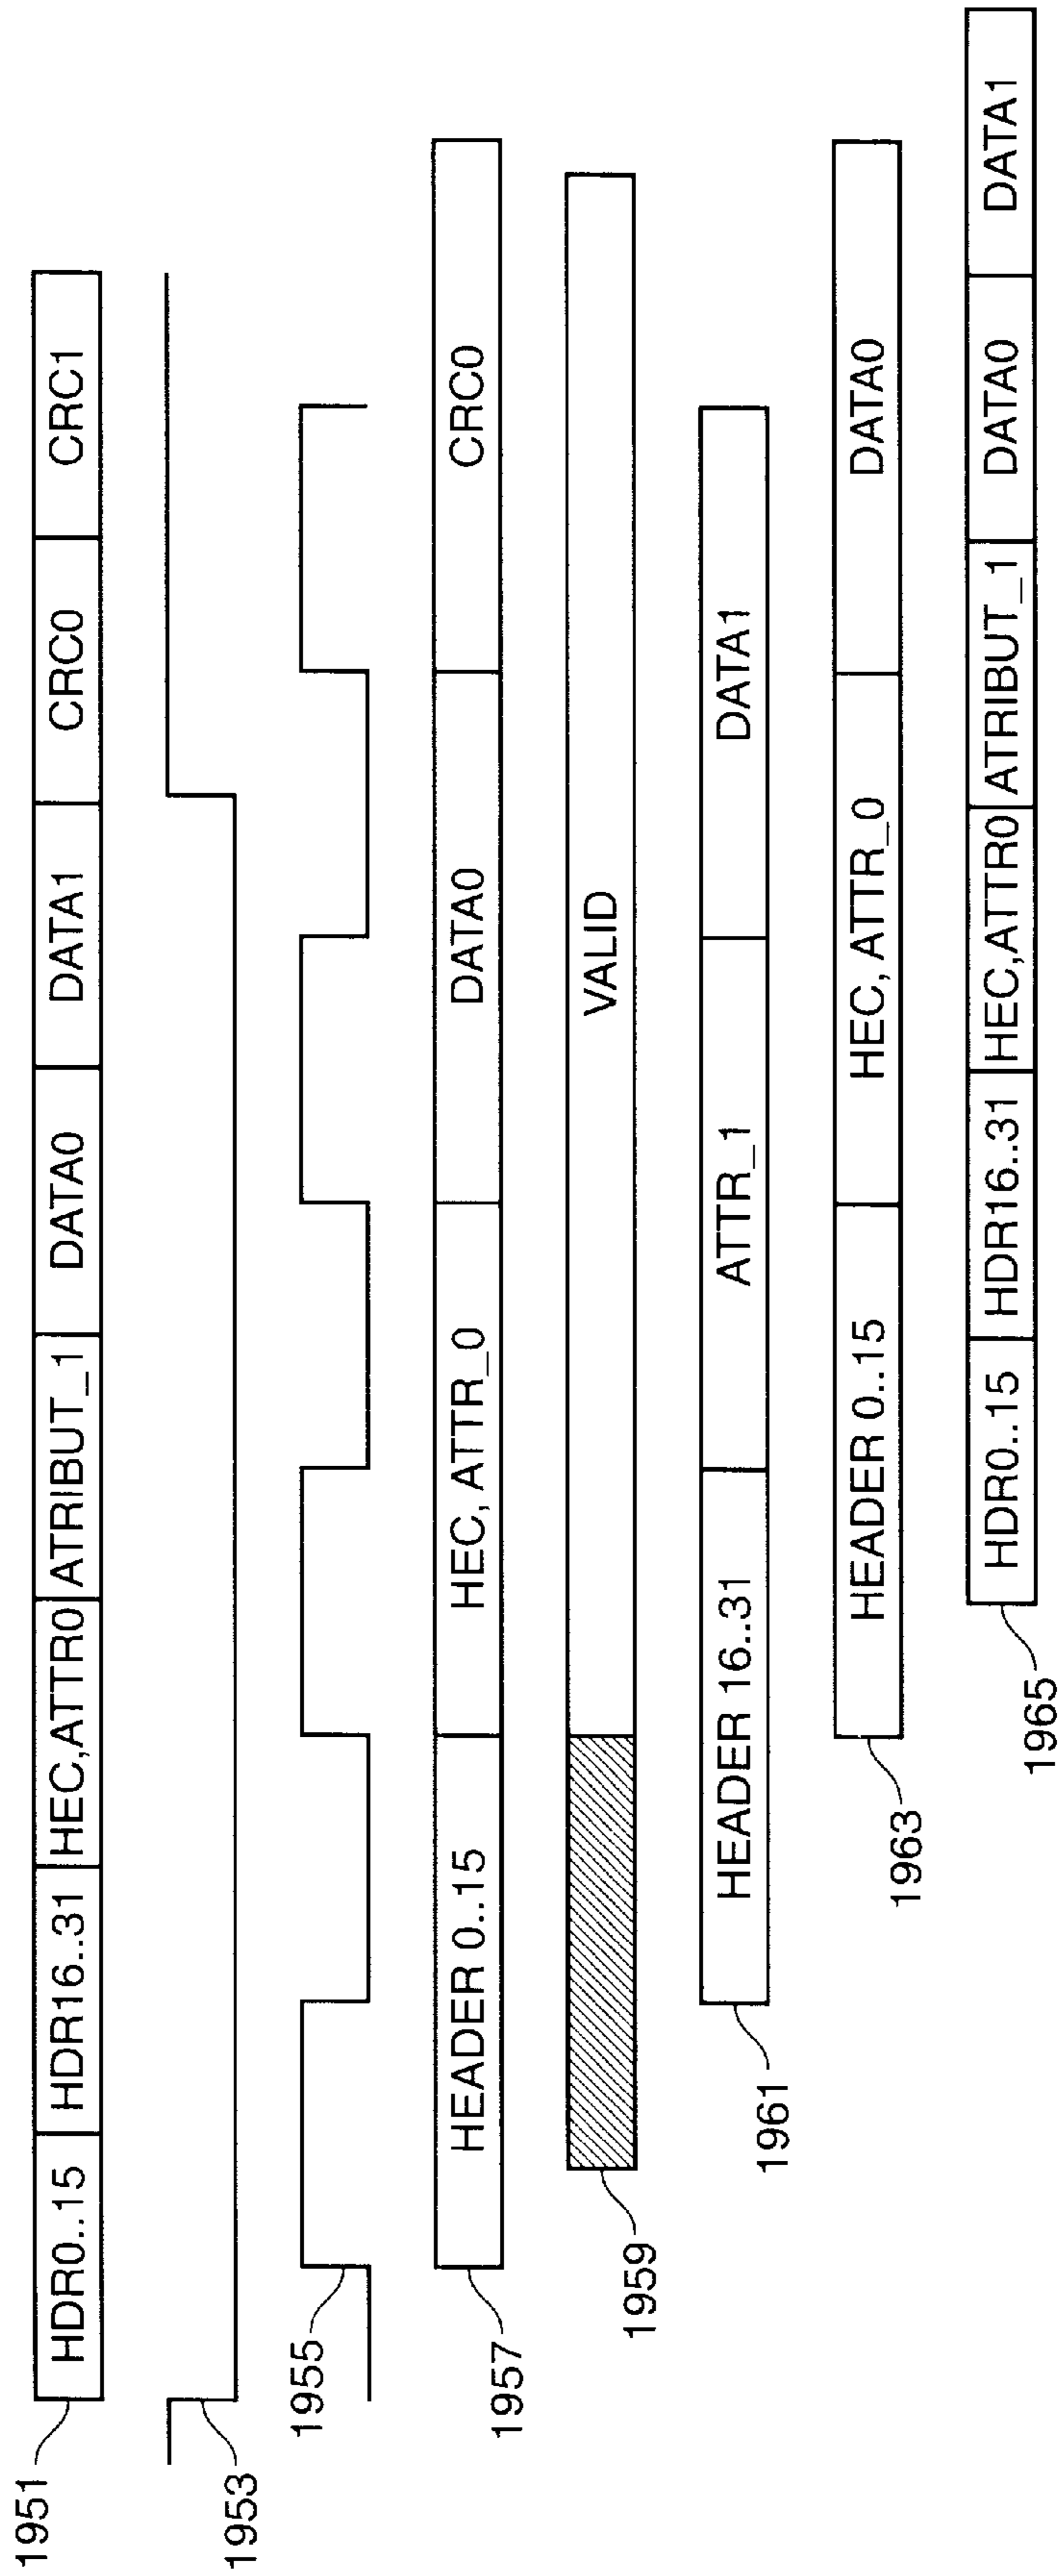 1951 HDR0..15 HDR16..31 HEC,ATTR0 ATRIBUT_1 DATA0 DATA1 CRC0 CRC1
1953
1955
1957 HEADER 0..15 HEC, ATTR_0 DATA0 CRC0
1959 VALID
1961 HEADER 16..31 ATTR_1 DATA1
1963 HEADER 0..15 HEC, ATTR_0 DATA0
1965 HDR0..15 HDR16..31 HEC,ATTR0 ATRIBUT_1 DATA0 DATA1